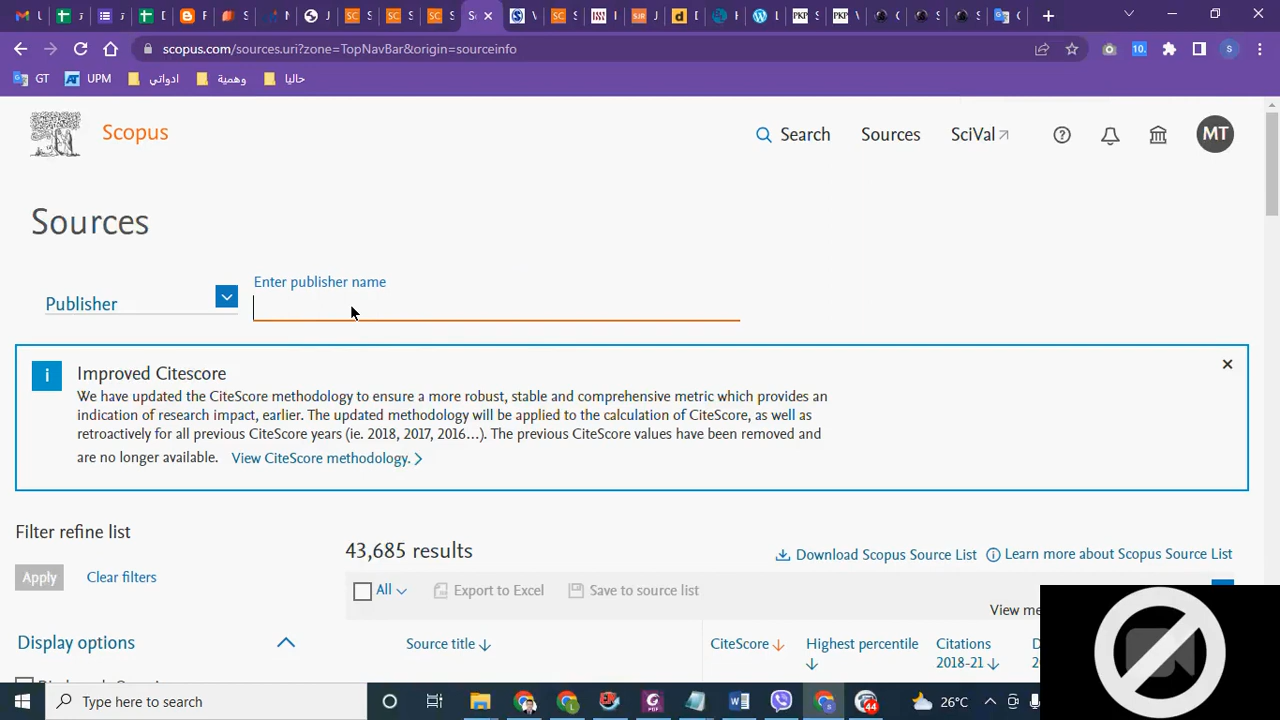 scopus.com/sources.uri?zone=TopNavBar&origin=sourceinfo
GT
UPM
ادواتي
وهمية
حاليا
Scopus
Search
Sources
SciVal
MT
Sources
Publisher
Enter publisher name
Improved Citescore
We have updated the CiteScore methodology to ensure a more robust, stable and comprehensive metric which provides an
indication of research impact, earlier. The updated methodology will be applied to the calculation of CiteScore, as well as
retroactively for all previous CiteScore years (ie. 2018, 2017, 2016...). The previous CiteScore values have been removed and
are no longer available. View CiteScore methodology.
Filter refine list
Apply
Clear filters
43,685 results
Download Scopus Source List
Learn more about Scopus Source List
All
Export to Excel
Save to source list
Display options
Source title
CiteScore
Highest percentile
Citations
2018-21
Type here to search
44
26°C